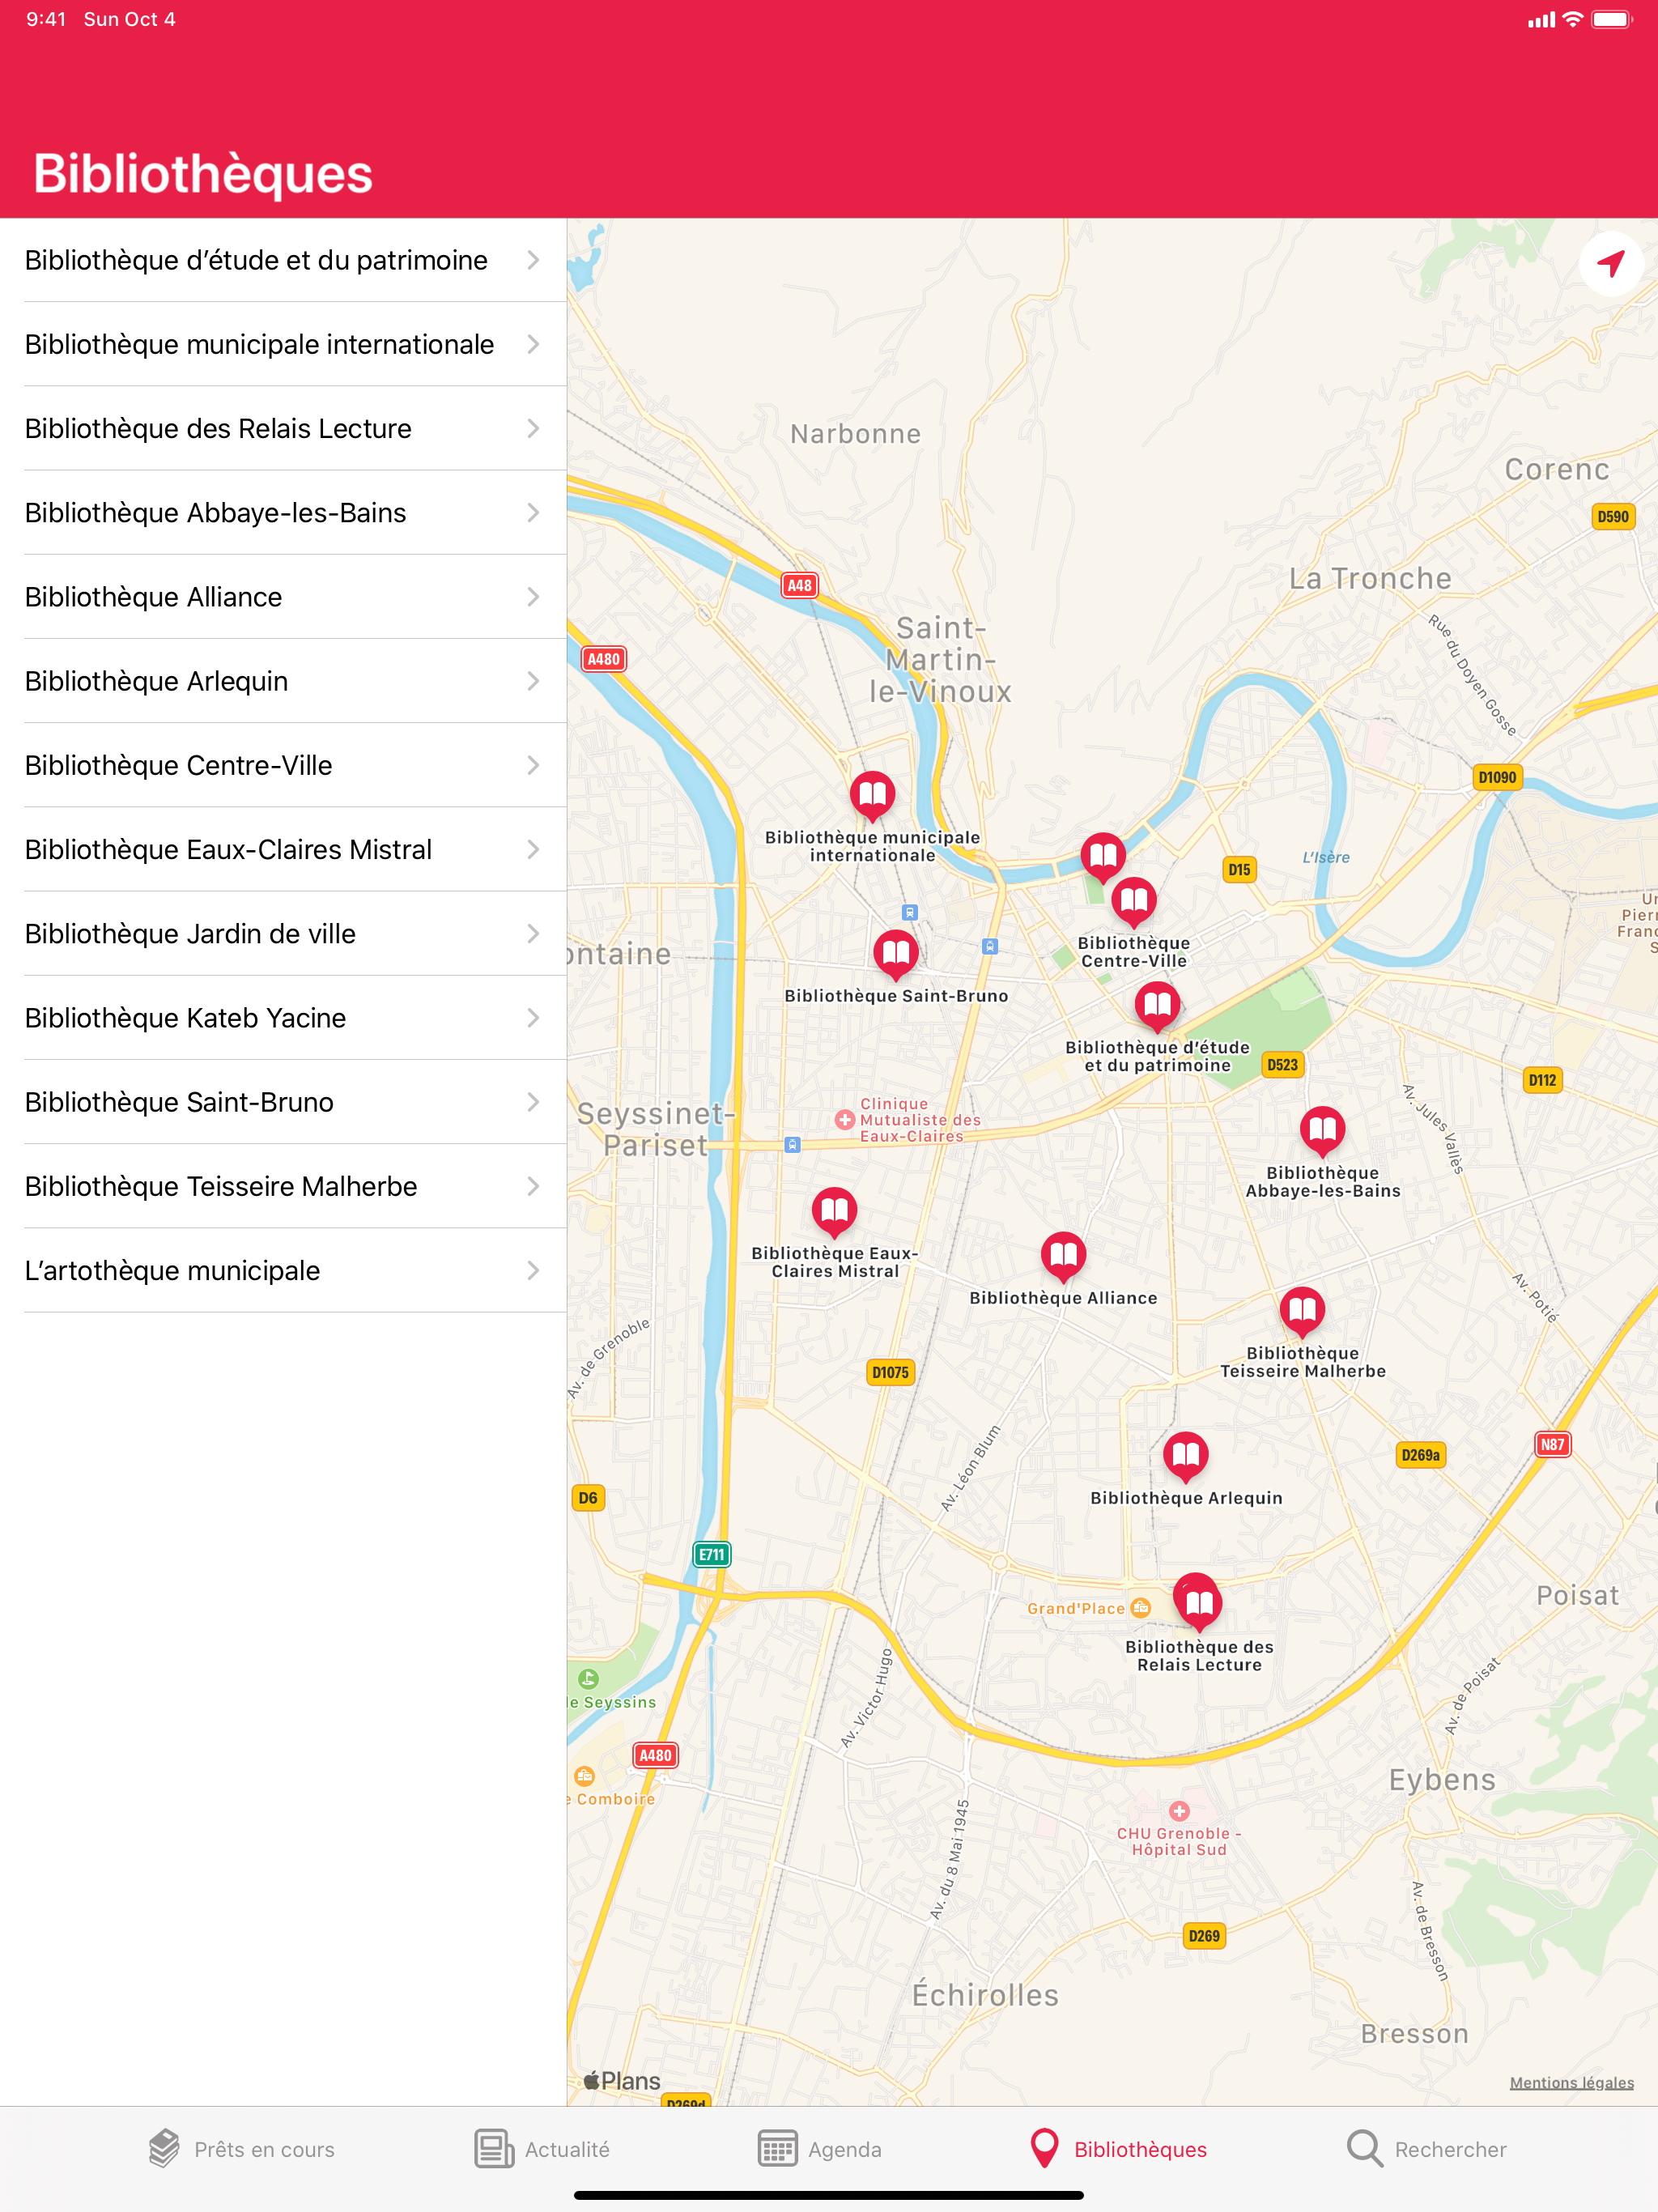 9:41 Sun Oct 4
Bibliothèques
Bibliothèque d'étude et du patrimoine
Bibliothèque municipale internationale
Bibliothèque des Relais Lecture
Bibliothèque Abbaye-les-Bains
Bibliothèque Alliance
Bibliothèque Arlequin
Bibliothèque Centre-Ville
Bibliothèque Eaux-Claires Mistral
Bibliothèque Jardin de ville
Bibliothèque Kateb Yacine
Bibliothèque Saint-Bruno
Bibliothèque Teisseire Malherbe
L'artothèque municipale
Narbonne
Corenc
D590
La Tronche
A48
Saint-
Martin-
le-Vinoux
Rue du Doyen Gosse
A480
D1090
Bibliothèque municipale
internationale
L'Isère
D15
Pierr
Franc
Bibliothèque
Centre-Ville
ontaine
Bibliothèque Saint-Bruno
Bibliothèque d'étude
et du patrimoine
D523
D112
Av. Jules Vallès
Seyssinet-
Pariset
Clinique
Mutualiste des
Eaux-Claires
Bibliothèque
Abbaye-les-Bains
Bibliothèque Eaux-
Claires Mistral
Bibliothèque Alliance
Av. Potié
Av. de Grenoble
Bibliothèque
Teisseire Malherbe
D1075
N87
D269a
Av. Léon Blum
D6
Bibliothèque Arlequin
E711
Poisat
Grand'Place
Bibliothèque des
Relais Lecture
Av. Victor Hugo
Av. de Poisat
le Seyssins
A480
Eybens
e Comboire
CHU Grenoble -
Hôpital Sud
Av. du 8 Mai 1945
Av. de Bresson
D269
Échirolles
Bresson
Plans
Mentions légales
D269d
Prêts en cours
Actualité
Agenda
Bibliothèques
Rechercher